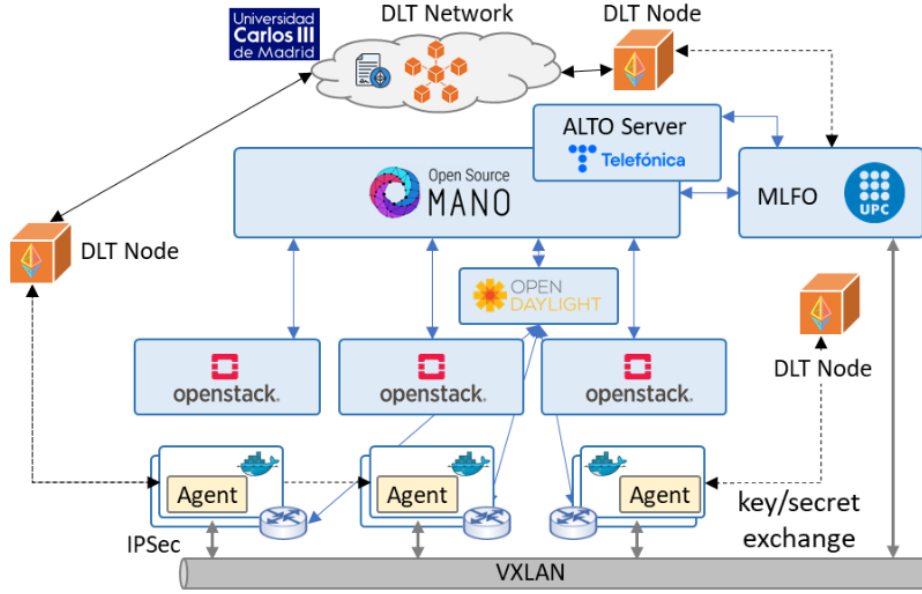 Universidad
Carlos III
de Madrid
DLT Network
DLT Node
ALTO Server
Telefónica
Open Source
MANO
MLFO
UPC
DLT Node
OPEN
DAYLIGHT
openstack.
openstack.
openstack.
DLT Node
Agent
Agent
Agent
key/secret
exchange
IPSec
VXLAN